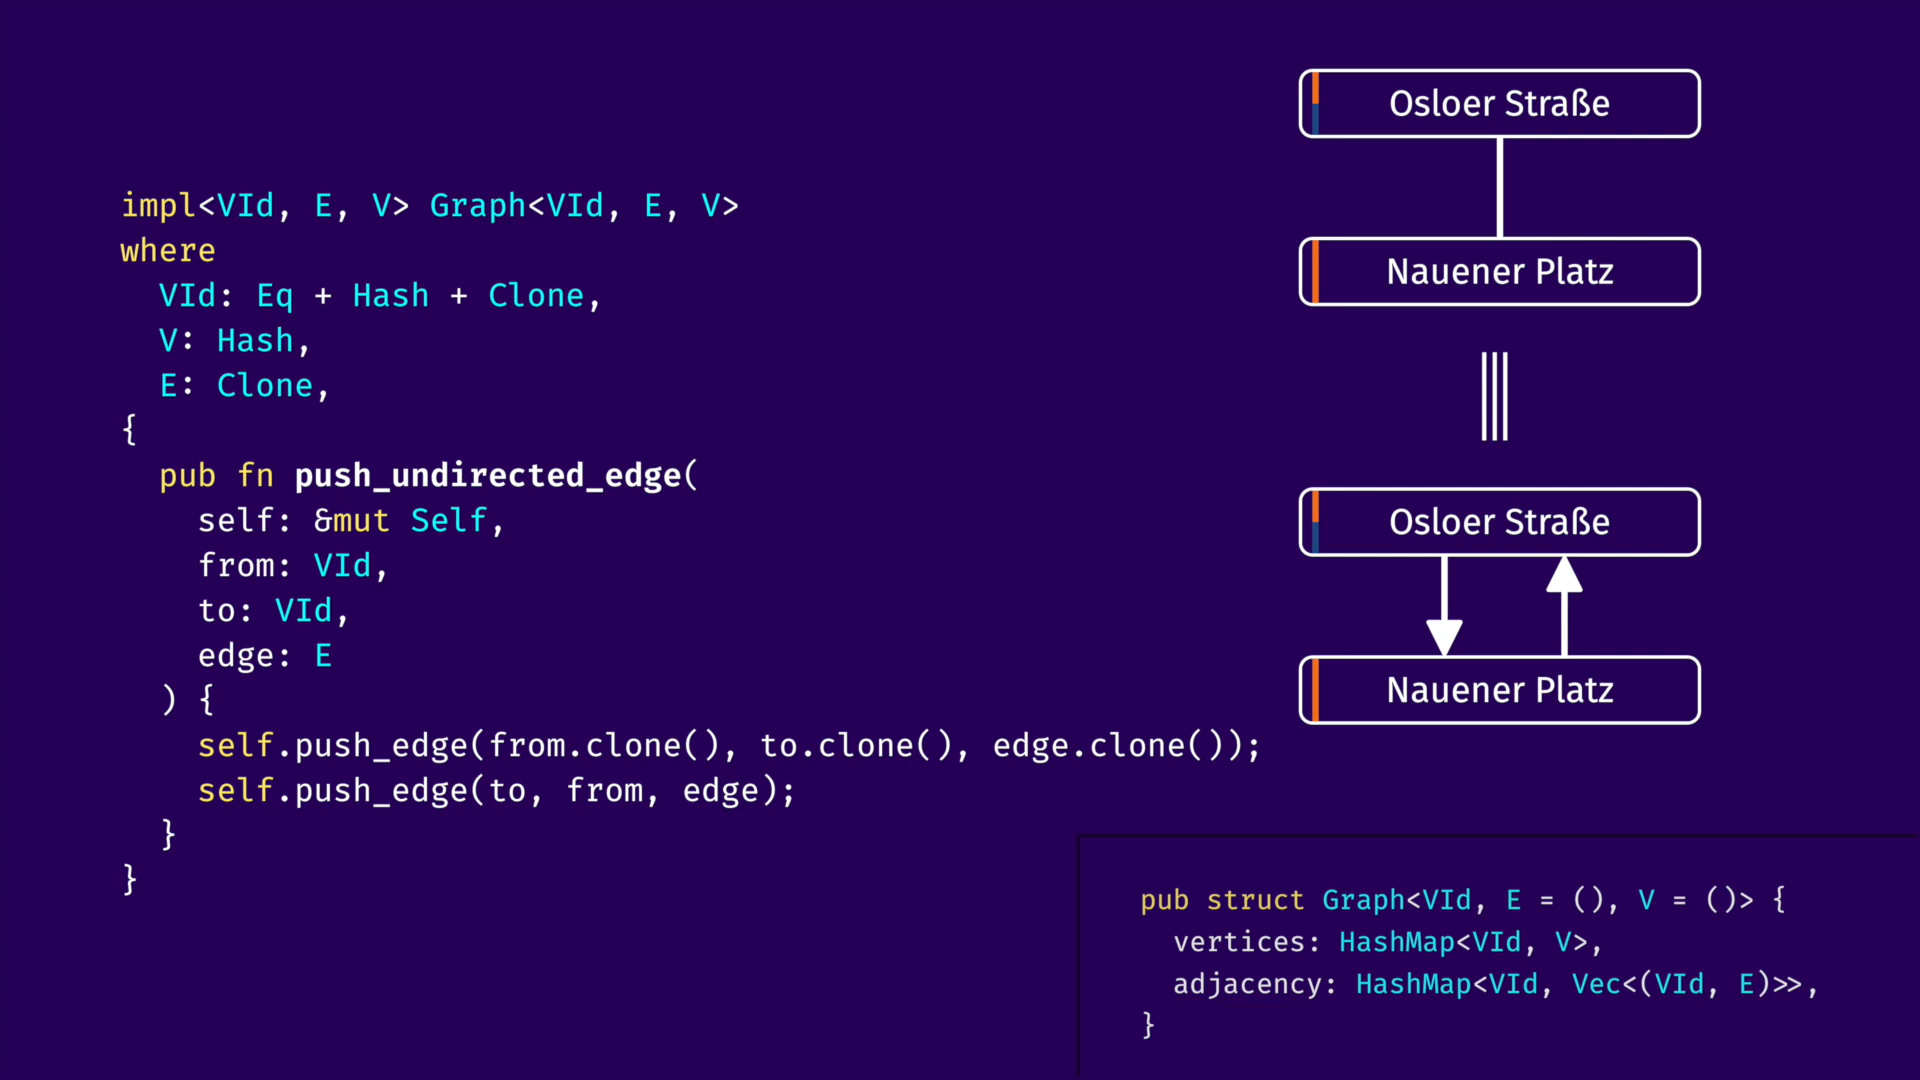 impl<VId, E, V> Graph<VId, E, V>
where
  VId: Eq + Hash + Clone,
  V: Hash,
  E: Clone,
{
  pub fn push_undirected_edge(
    self: &mut Self,
    from: VId,
    to: VId,
    edge: E
  ) {
    self.push_edge(from.clone(), to.clone(), edge.clone());
    self.push_edge(to, from, edge);
  }
}
Osloer Straße
Nauener Platz
Osloer Straße
Nauener Platz
pub struct Graph<VId, E = (), V = ()> {
  vertices: HashMap<VId, V>,
  adjacency: HashMap<VId, Vec<(VId, E)>>,
}